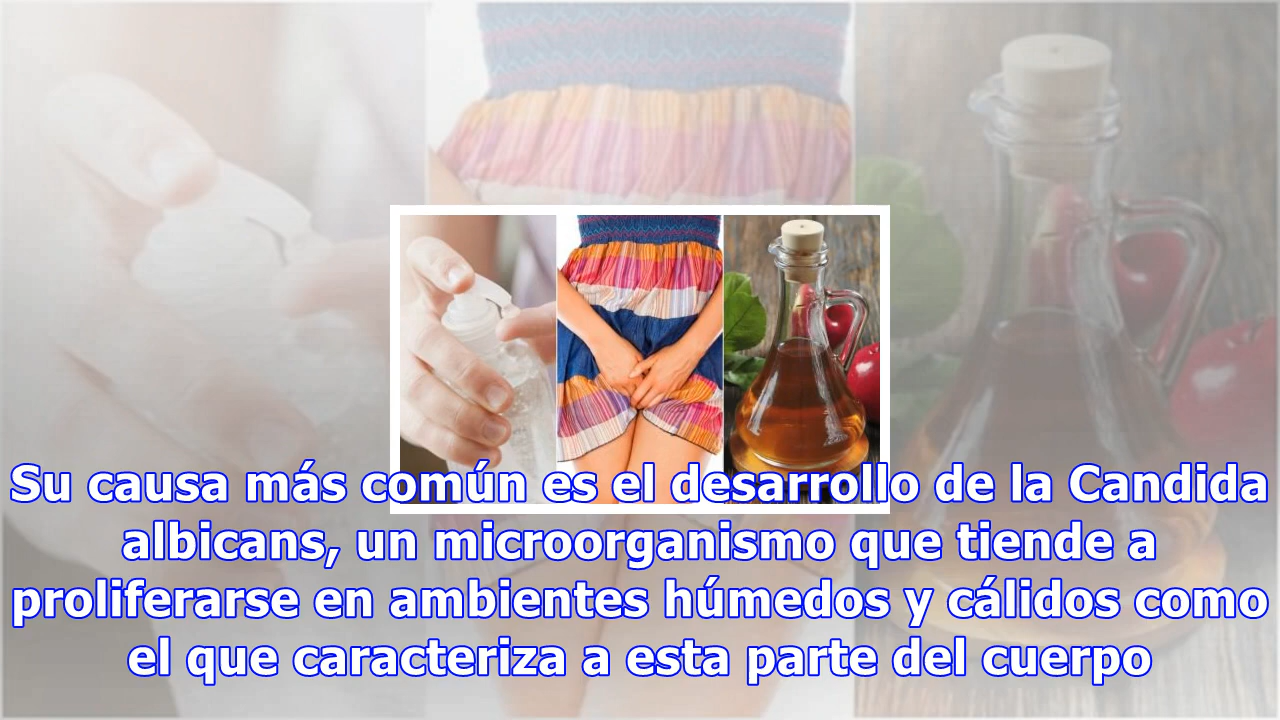 Su causa más común es el desarrollo de la Candida
albicans, un microorganismo que tiende a
proliferarse en ambientes húmedos y cálidos como
el que caracteriza a esta parte del cuerpo